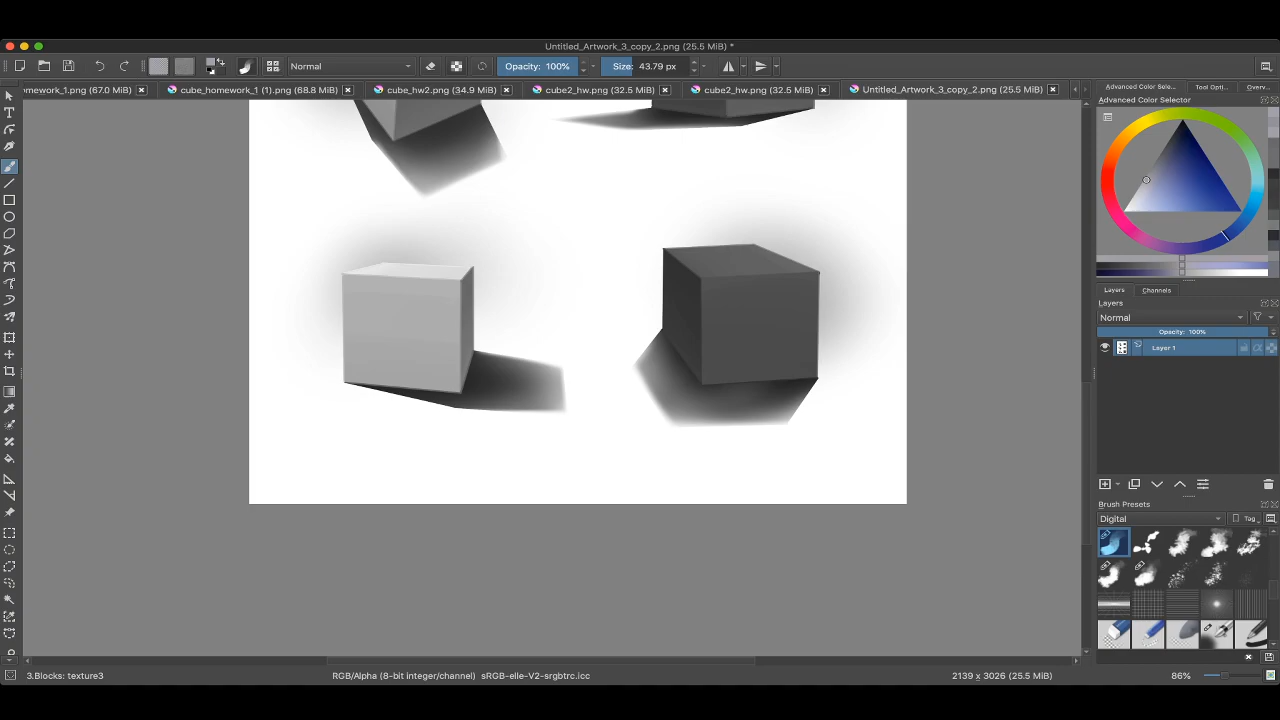 Untitled_Artwork_3_copy_2.png (25.5 MiB) *
Normal
Opacity: 100%
Size: 43.79 px
mework_1.png (67.0 MiB)
cube_homework_1 (1).png (68.8 MiB)
cube_hw2.png (34.9 MiB)
cube2_hw.png (32.5 MiB)
cube2_hw.png (32.5 MiB)
Untitled_Artwork_3_copy_2.png (25.5 MiB)
Advanced Color Sele...
Tool Opti...
Overv...
Advanced Color Selector
Layers
Channels
Layers
Normal
Opacity: 100%
Layer 1
Brush Presets
Digital
Tag
3.Blocks: texture3
RGB/Alpha (8-bit integer/channel) sRGB-elle-V2-srgbtrc.icc
2139 x 3026 (25.5 MiB)
86%